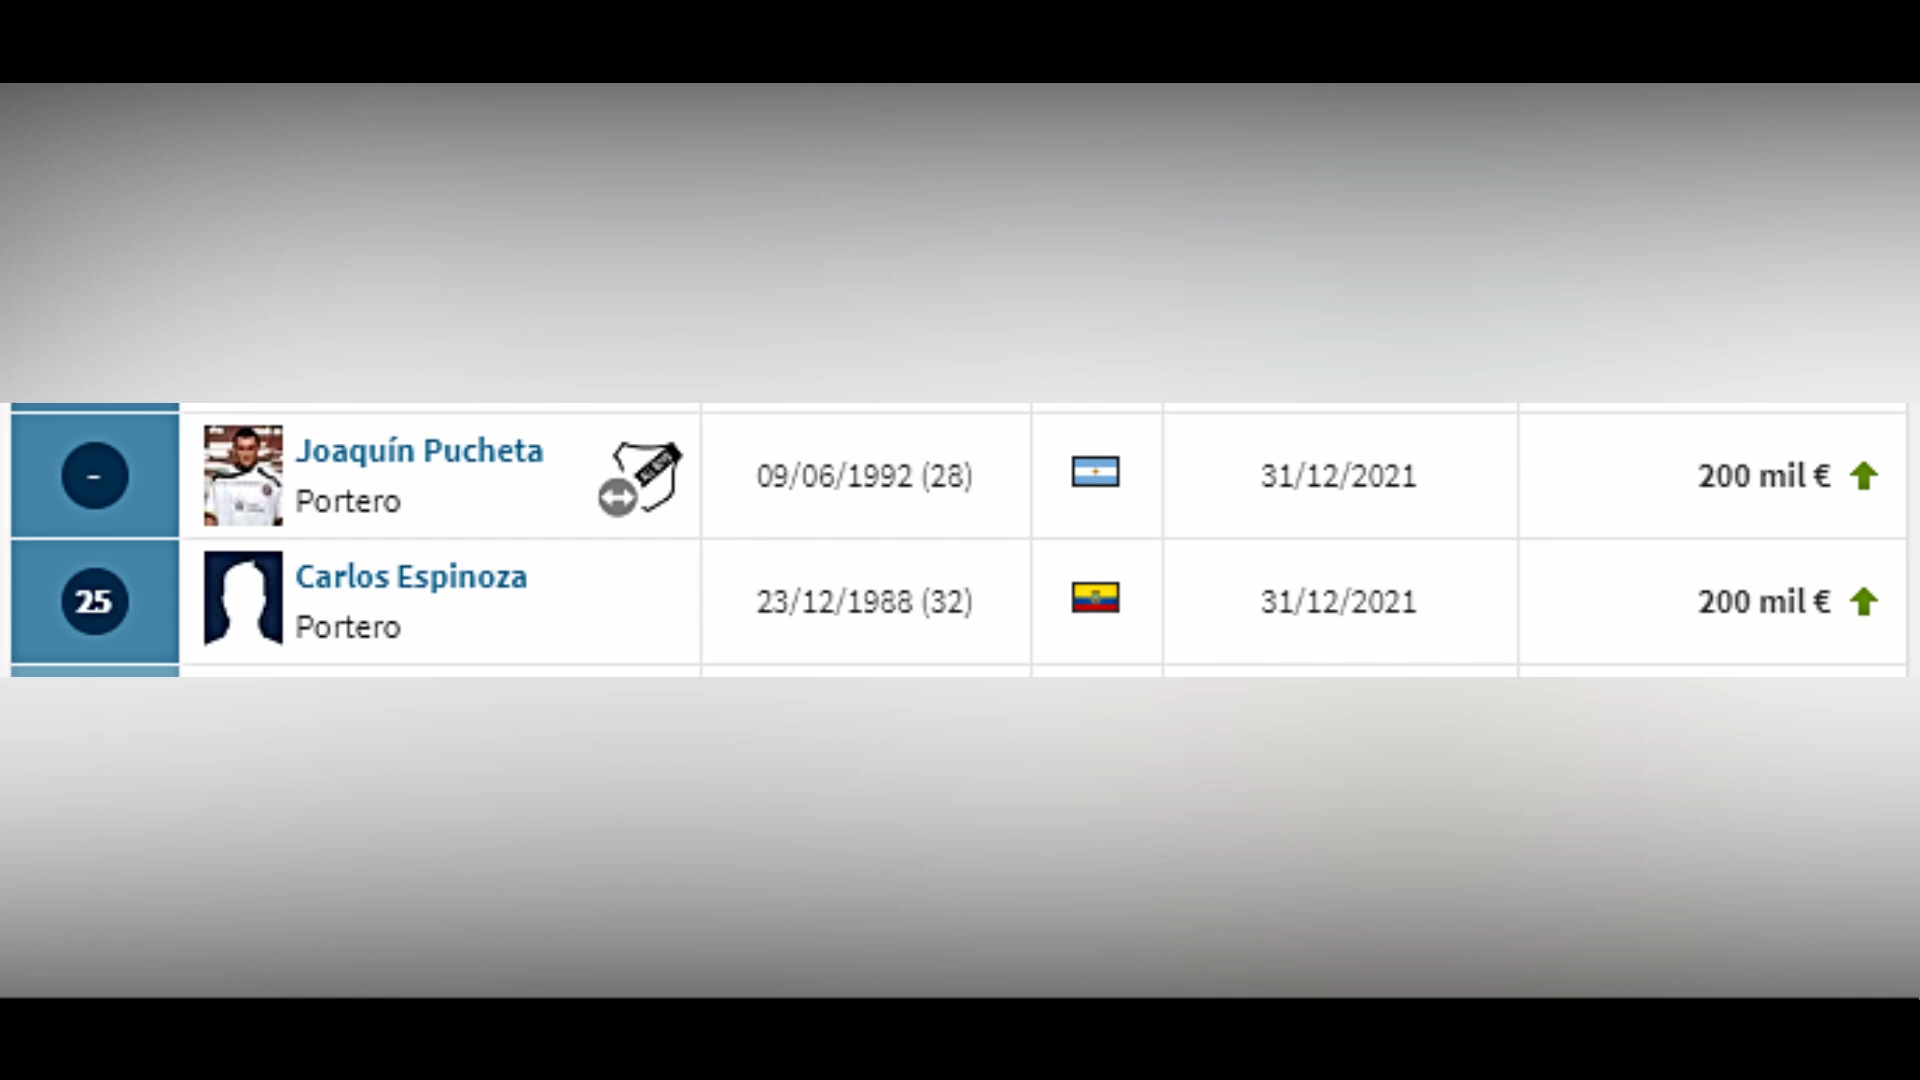 -
Joaquín Pucheta
Portero
09/06/1992 (28)
31/12/2021
200 mil €
25
Carlos Espinoza
Portero
23/12/1988 (32)
31/12/2021
200 mil €